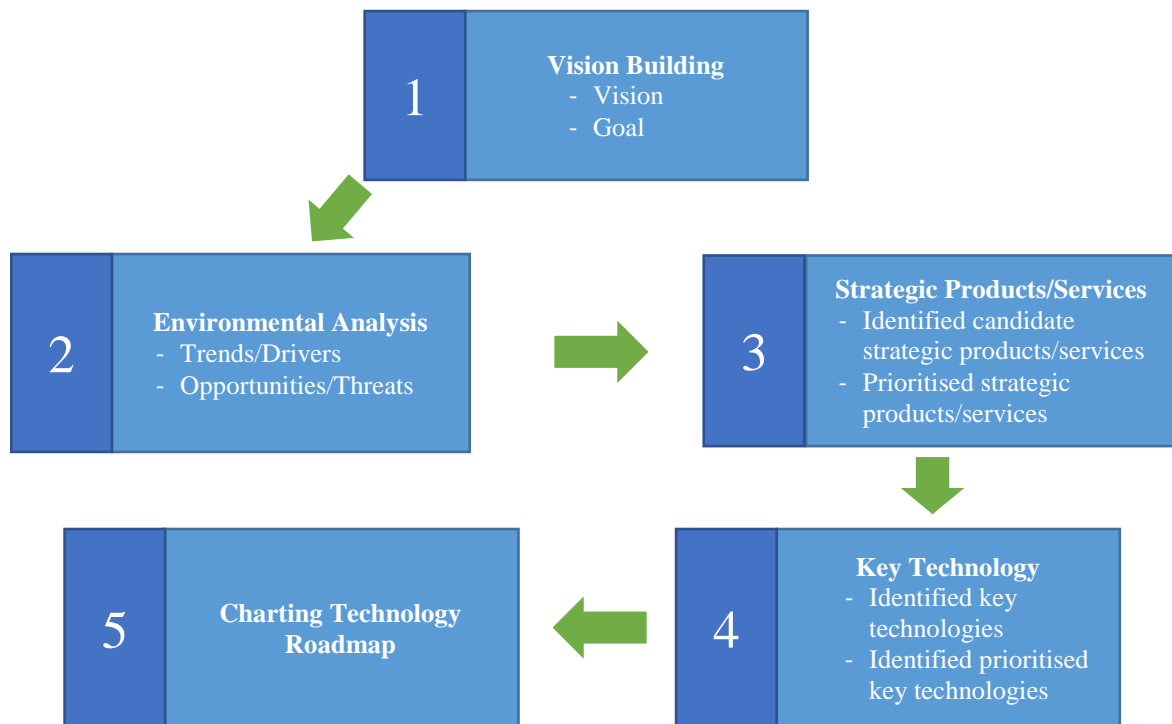 1
Vision Building
- Vision
- Goal
2
Environmental Analysis
- Trends/Drivers
- Opportunities/Threats
3
Strategic Products/Services
- Identified candidate
strategic products/services
- Prioritised strategic
products/services
4
Key Technology
- Identified key
technologies
- Identified prioritised
key technologies
5
Charting Technology
Roadmap